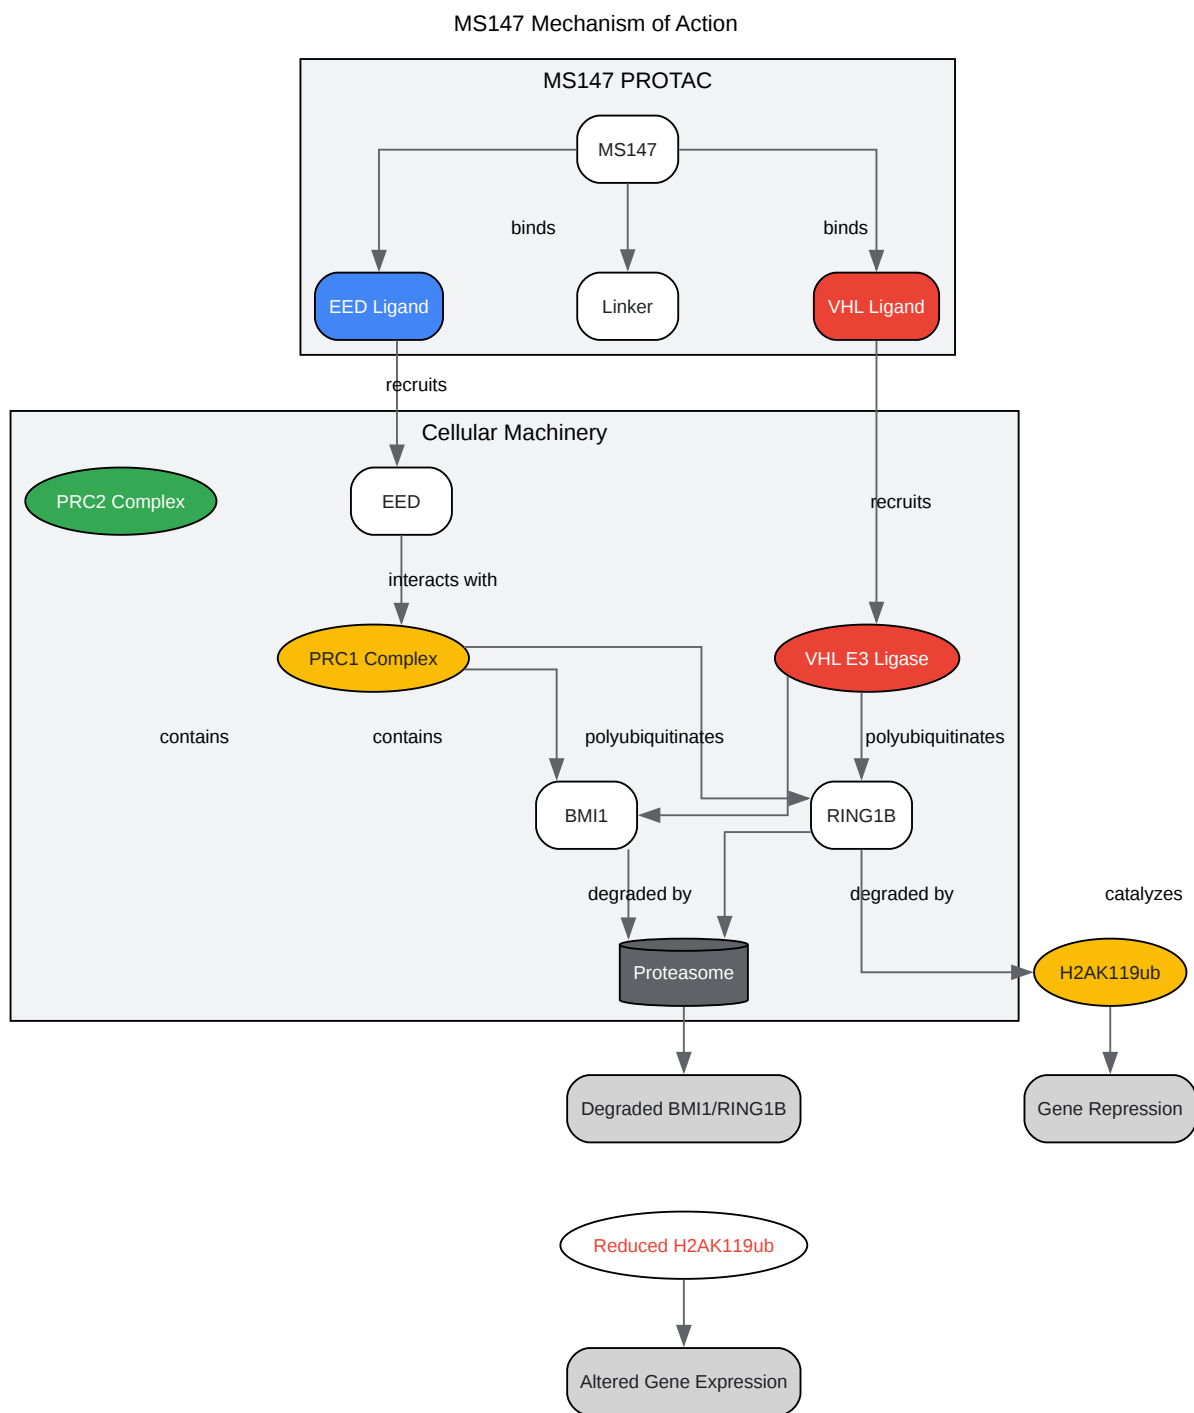 MS147 Mechanism of Action
MS147 PROTAC
MS147
binds
binds
EED Ligand
Linker
VHL Ligand
recruits
Cellular Machinery
PRC2 Complex
EED
recruits
interacts with
PRC1 Complex
VHL E3 Ligase
contains
contains
polyubiquitinates
polyubiquitinates
BMI1
RING1B
degraded by
degraded by
catalyzes
Proteasome
H2AK119ub
Degraded BMI1/RING1B
Gene Repression
Reduced H2AK119ub
Altered Gene Expression